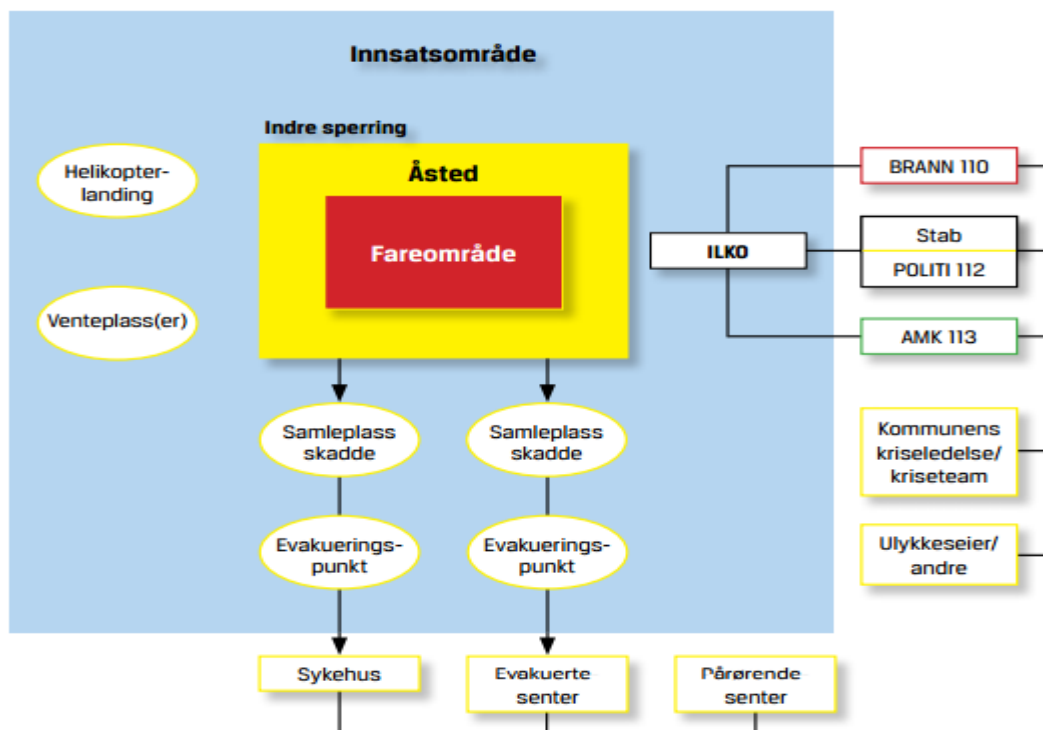 Innsatsområde
Indre sperring
Helikopter-
landing
Åsted
Fareområde
Venteplass(er)
ILKO
BRANN 110
Stab
POLITI 112
AMK 113
Samleplass
skadde
Samleplass
skadde
Kommunens
kriseledelse/
kriseteam
Evakuerings-
punkt
Evakuerings-
punkt
Ulykkeseier/
andre
Sykehus
Evakuerte
senter
Pårørende
senter